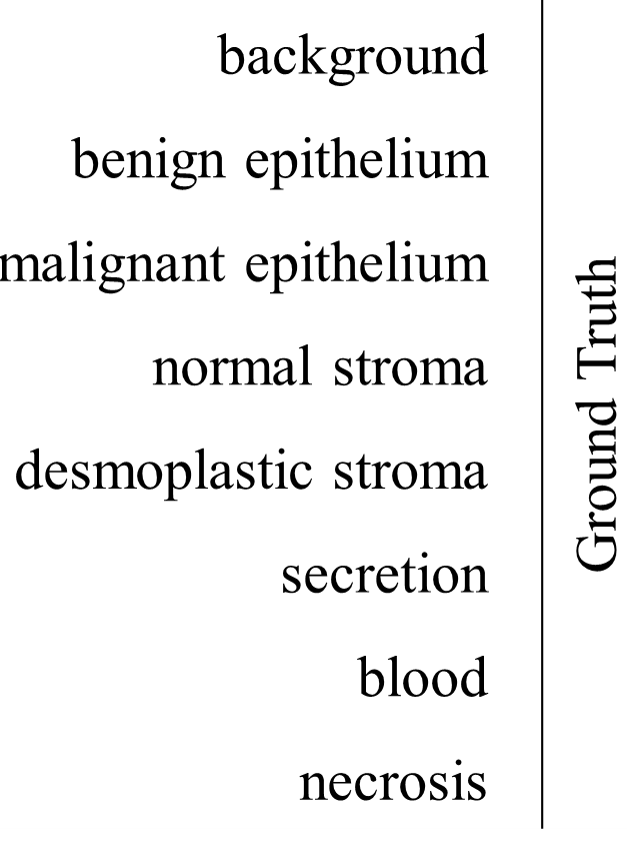 background
benign epithelium
malignant epithelium
normal stroma
desmoplastic stroma
secretion
blood
necrosis
Ground Truth